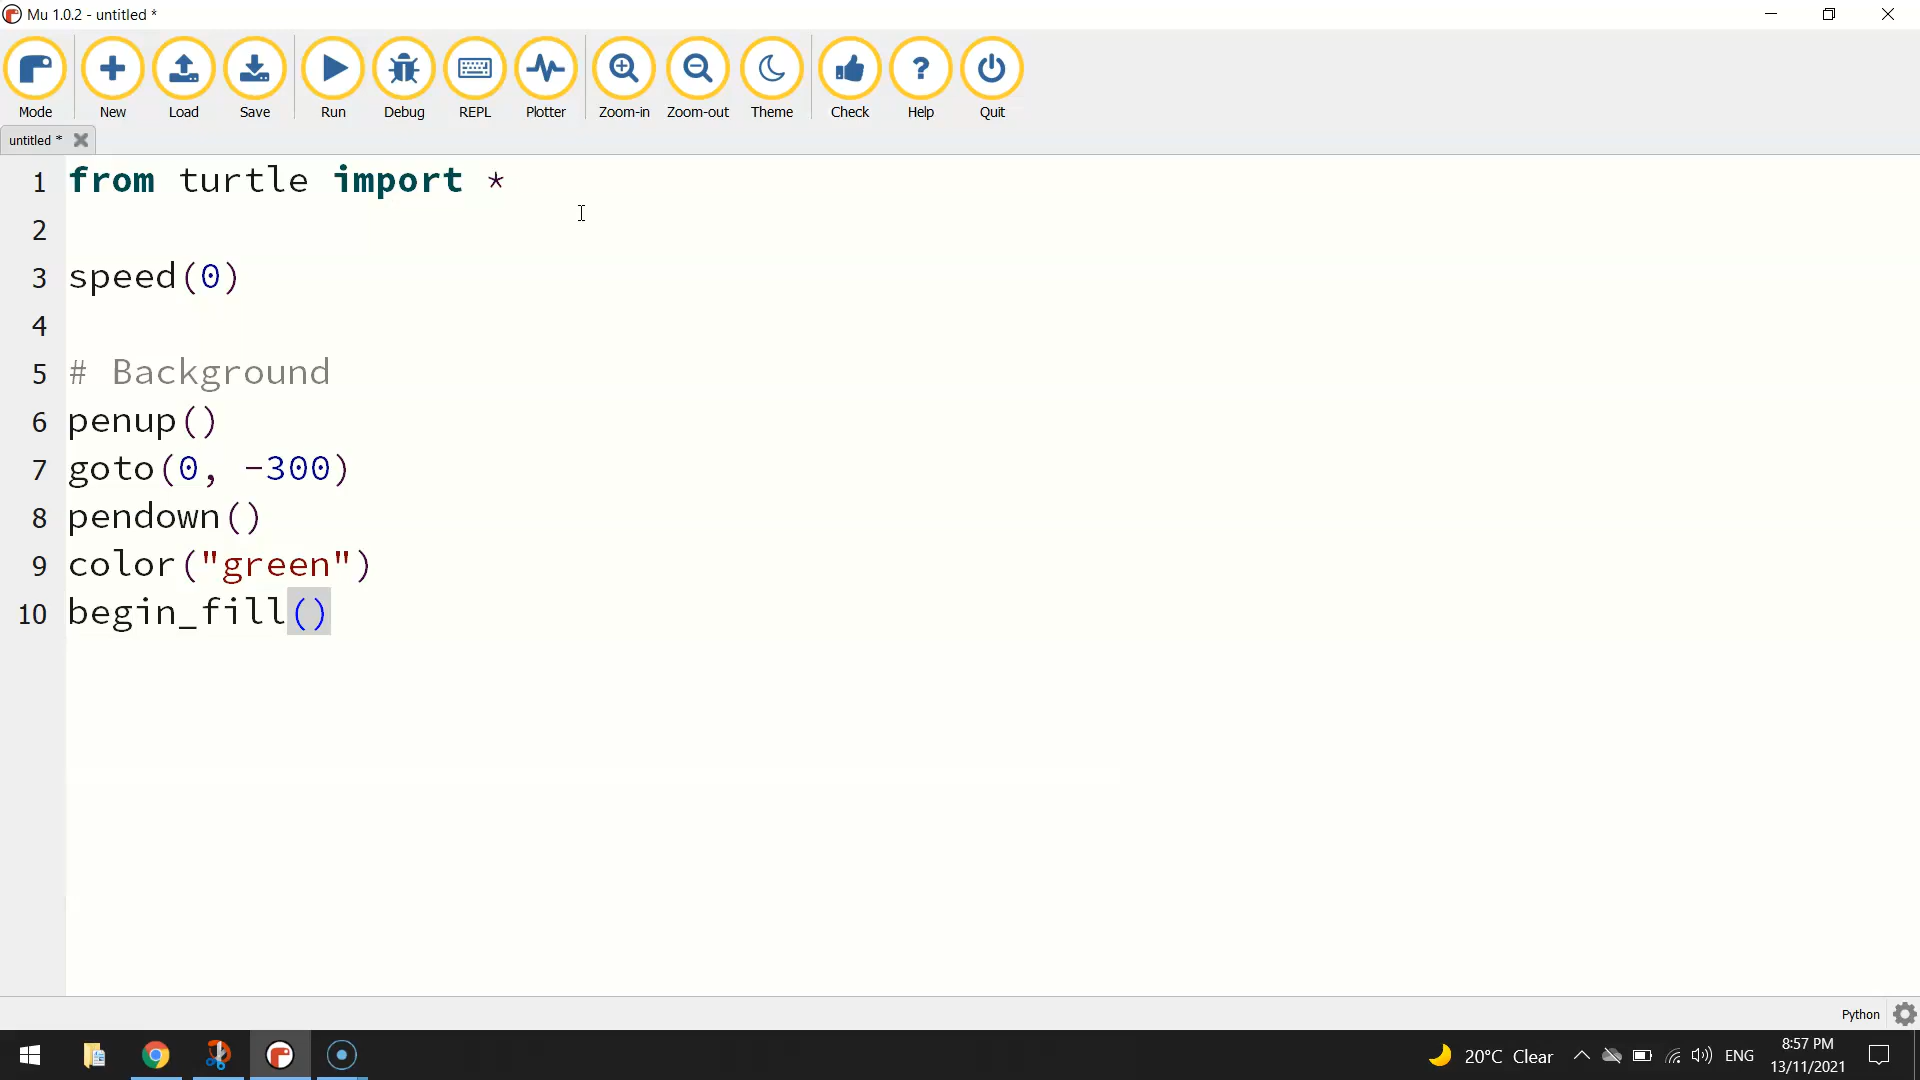 Mu 1.0.2 - untitled *
Mode New Load Save Run Debug REPL Plotter Zoom-in Zoom-out Theme Check Help Quit
untitled *
1 from turtle import *
2
3 speed(0)
4
5 # Background
6 penup()
7 goto(0, -300)
8 pendown()
9 color("green")
10 begin_fill()
Python
20°C Clear ENG 8:57 PM
13/11/2021